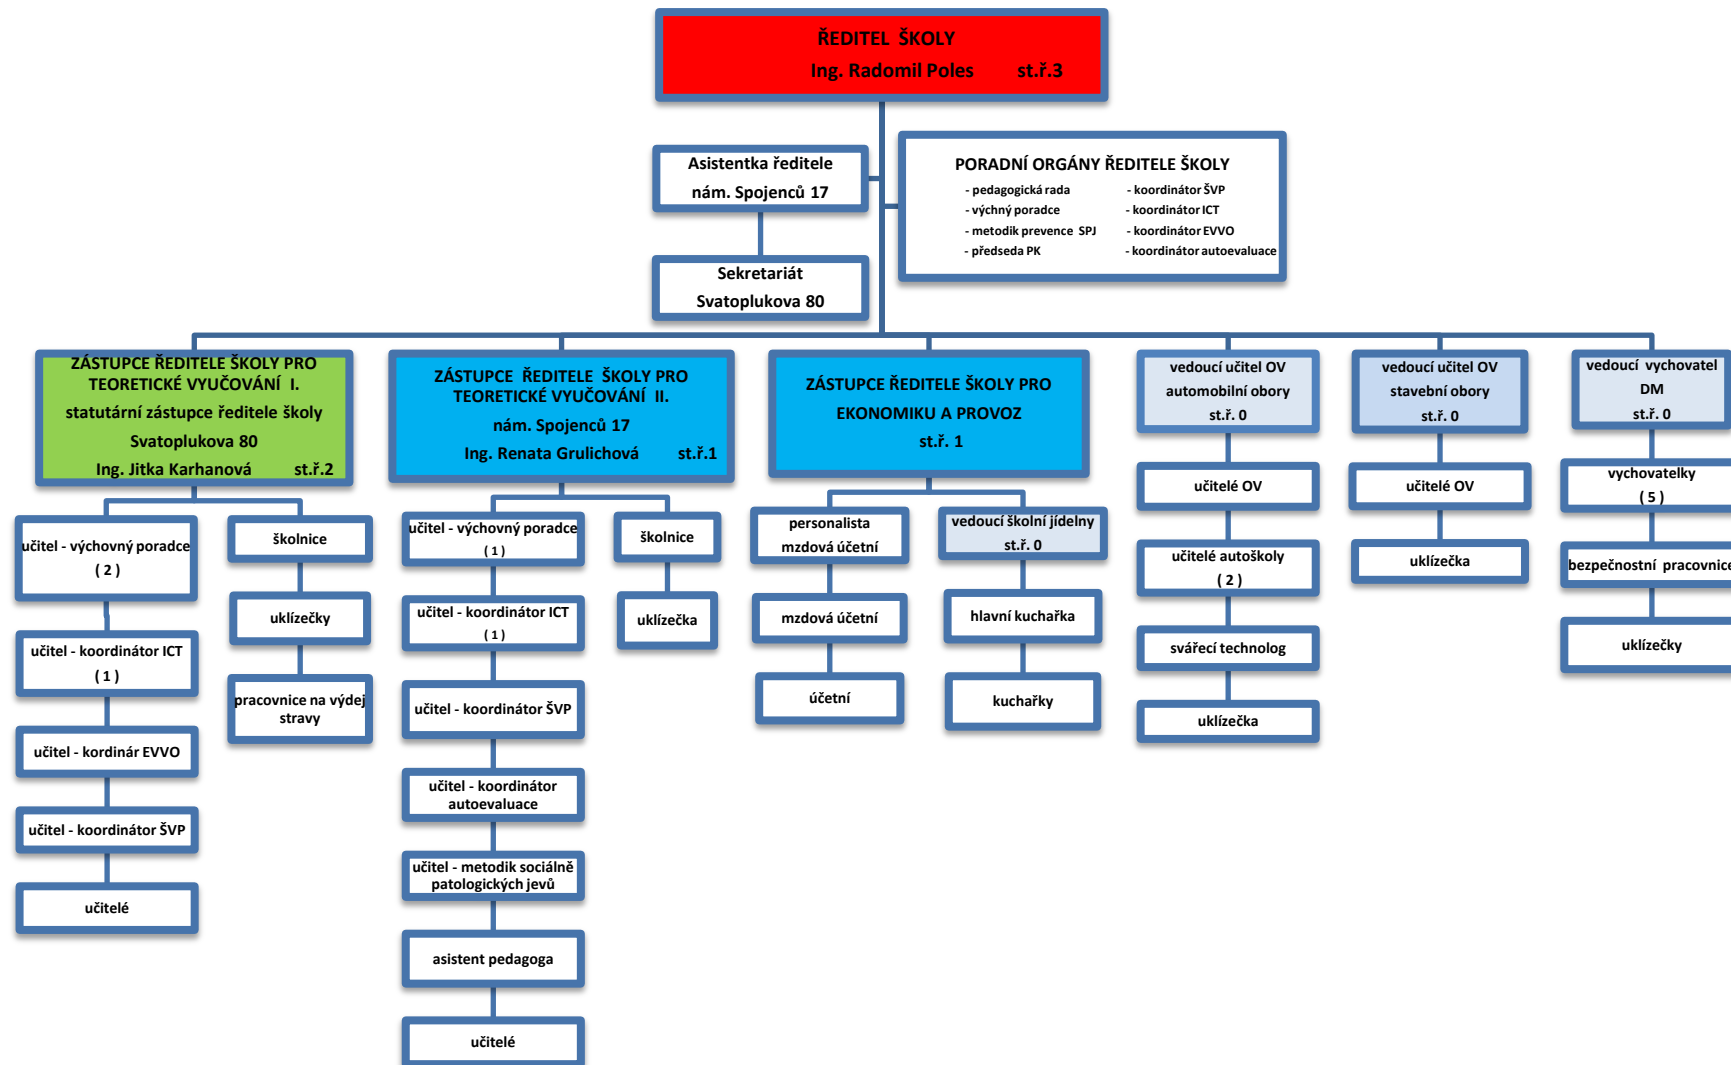 ŘEDITEL ŠKOLY
Ing. Radomil Poles st.ř.3
Asistentka ředitele
nám. Spojenců 17
PORADNÍ ORGÁNY ŘEDITELE ŠKOLY
- pedagogická rada - koordinátor ŠVP
- výchný poradce - koordinátor ICT
- metodik prevence SPJ - koordinátor EVVO
- předseda PK - koordinátor autoevaluace
Sekretariát
Svatoplukova 80
ZÁSTUPCE ŘEDITELE ŠKOLY PRO
TEORETICKÉ VYUČOVÁNÍ I.
statutární zástupce ředitele školy
Svatoplukova 80
Ing. Jitka Karhanová st.ř.2
ZÁSTUPCE ŘEDITELE ŠKOLY PRO
TEORETICKÉ VYUČOVÁNÍ II.
nám. Spojenců 17
Ing. Renata Grulichová st.ř.1
ZÁSTUPCE ŘEDITELE ŠKOLY PRO
EKONOMIKU A PROVOZ
st.ř. 1
vedoucí učitel OV
automobilní obory
st.ř. 0
vedoucí učitel OV
stavební obory
st.ř. 0
vedoucí vychovatel
DM
st.ř. 0
učitel - výchovný poradce
( 2 )
učitel - koordinátor ICT
( 1 )
učitel - kordinár EVVO
učitel - koordinátor ŠVP
učitelé
školnice
uklízečky
pracovnice na výdej
stravy
učitel - výchovný poradce
( 1 )
učitel - koordinátor ICT
( 1 )
učitel - koordinátor ŠVP
učitel - koordinátor
autoevaluace
učitel - metodik sociálně
patologických jevů
asistent pedagoga
učitelé
školnice
uklízečka
personalista
mzdová účetní
mzdová účetní
účetní
vedoucí školní jídelny
st.ř. 0
hlavní kuchařka
kuchařky
učitelé OV
učitelé autoškoly
( 2 )
svářecí technolog
uklízečka
učitelé OV
uklízečka
vychovatelky
( 5 )
bezpečnostní pracovnice
uklízečky